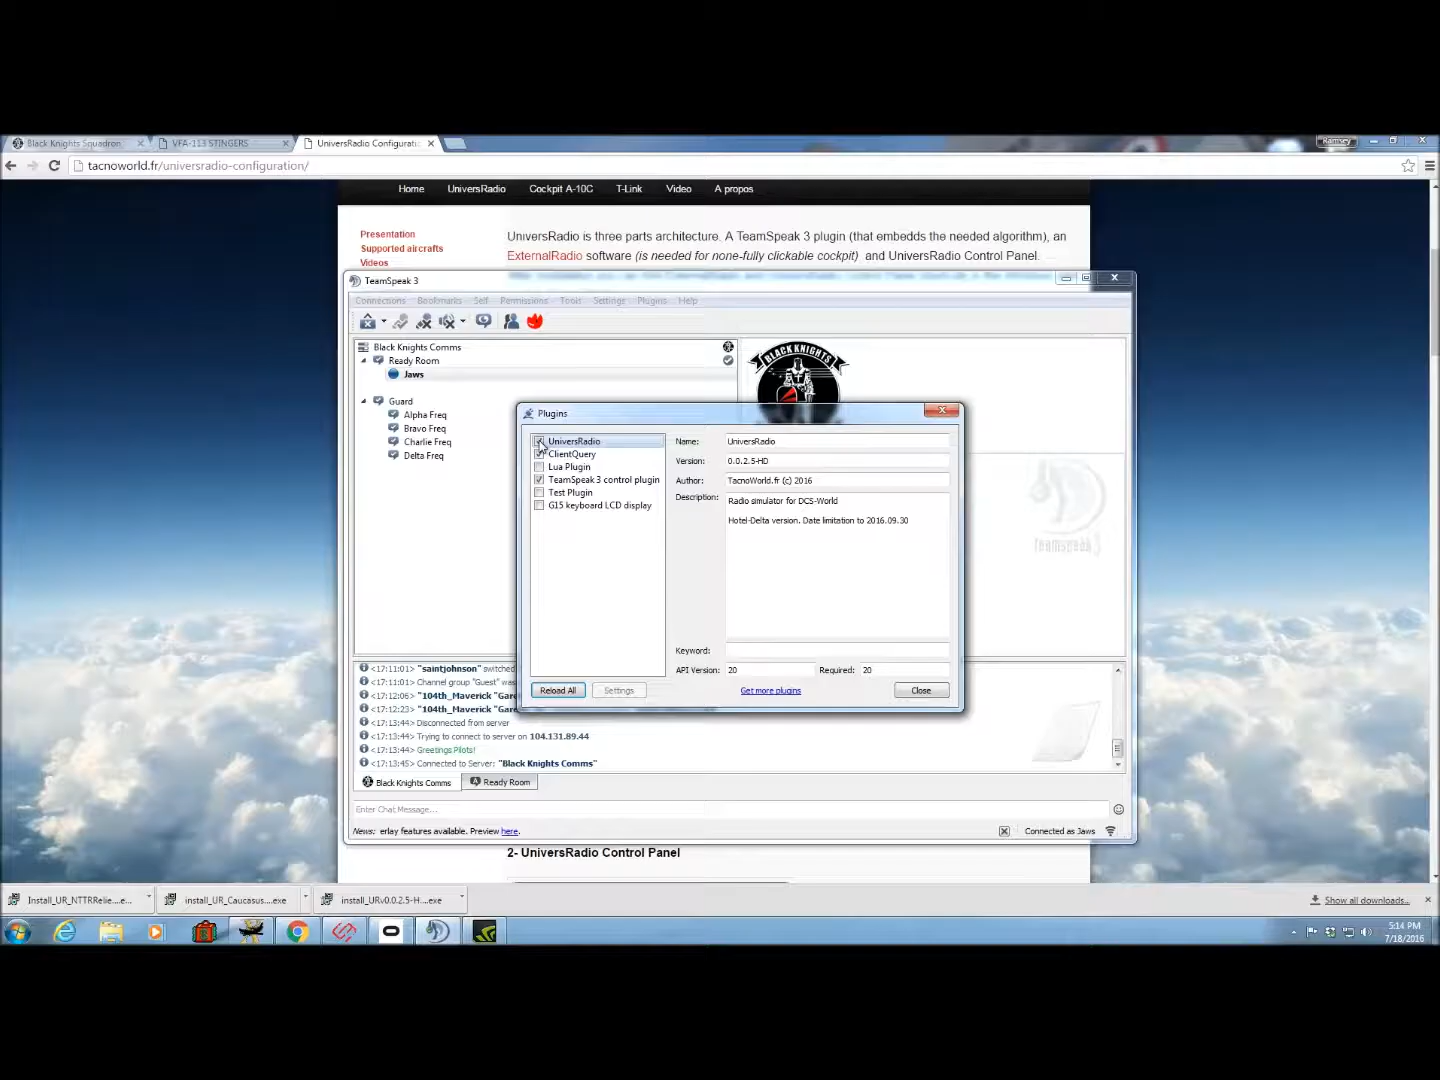 Black Knights Squadron
VFA-113 STINGERS
UniversRadio Configurati
Ramsey
tacnoworld.fr/universradio-configuration/
Home
UniversRadio
Cockpit A-10C
T-Link
Video
A propos
Presentation
Supported aircrafts
Videos
UniversRadio is three parts architecture. A TeamSpeak 3 plugin (that embedds the needed algorithm), an
ExternalRadio software (is needed for none-fully clickable cockpit) and UniversRadio Control Panel.
TeamSpeak 3
Connections Bookmarks Self Permissions Tools Settings Plugins Help
Black Knights Comms
Ready Room
Jaws
Guard
Alpha Freq
Bravo Freq
Charlie Freq
Delta Freq
BLACK KNIGHTS
teamspeak3
Plugins
UniversRadio
ClientQuery
Lua Plugin
TeamSpeak 3 control plugin
Test Plugin
G15 keyboard LCD display
Name: UniversRadio
Version: 0.0.2.5-HD
Author: TacnoWorld.fr (c) 2016
Description: Radio simulator for DCS-World
Hotel-Delta version. Date limitation to 2016.09.30
Keyword:
API Version: 20 Required: 20
Reload All
Settings
Get more plugins
Close
<17:11:01> "saintjohnson" switched
<17:11:01> Channel group "Guest" was
<17:12:06> "104th_Maverick "Gare
<17:12:23> "104th_Maverick "Gare
<17:13:44> Disconnected from server
<17:13:44> Trying to connect to server on 104.131.89.44
<17:13:44> Greetings Pilots!
<17:13:45> Connected to Server: "Black Knights Comms"
Black Knights Comms
Ready Room
Enter Chat Message...
News: erlay features available. Preview here.
Connected as Jaws
2- UniversRadio Control Panel
Install_UR_NTTRRelie....e...
install_UR_Caucasus....exe
install_URv0.0.2.5-H....exe
Show all downloads...
5:14 PM
7/18/2016